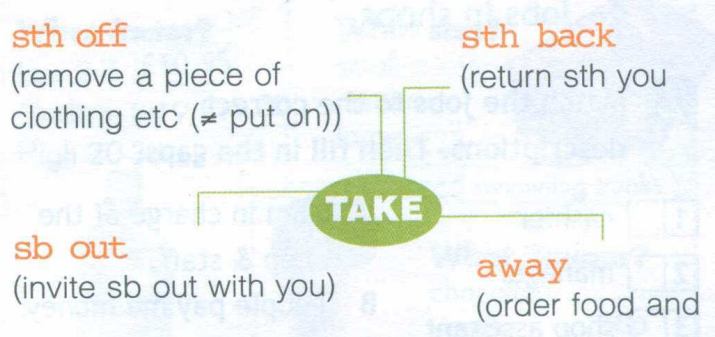 sth off
(remove a piece of
clothing etc (≠ put on))
sth back
(return sth you
TAKE
sb out
(invite sb out with you)
away
(order food and